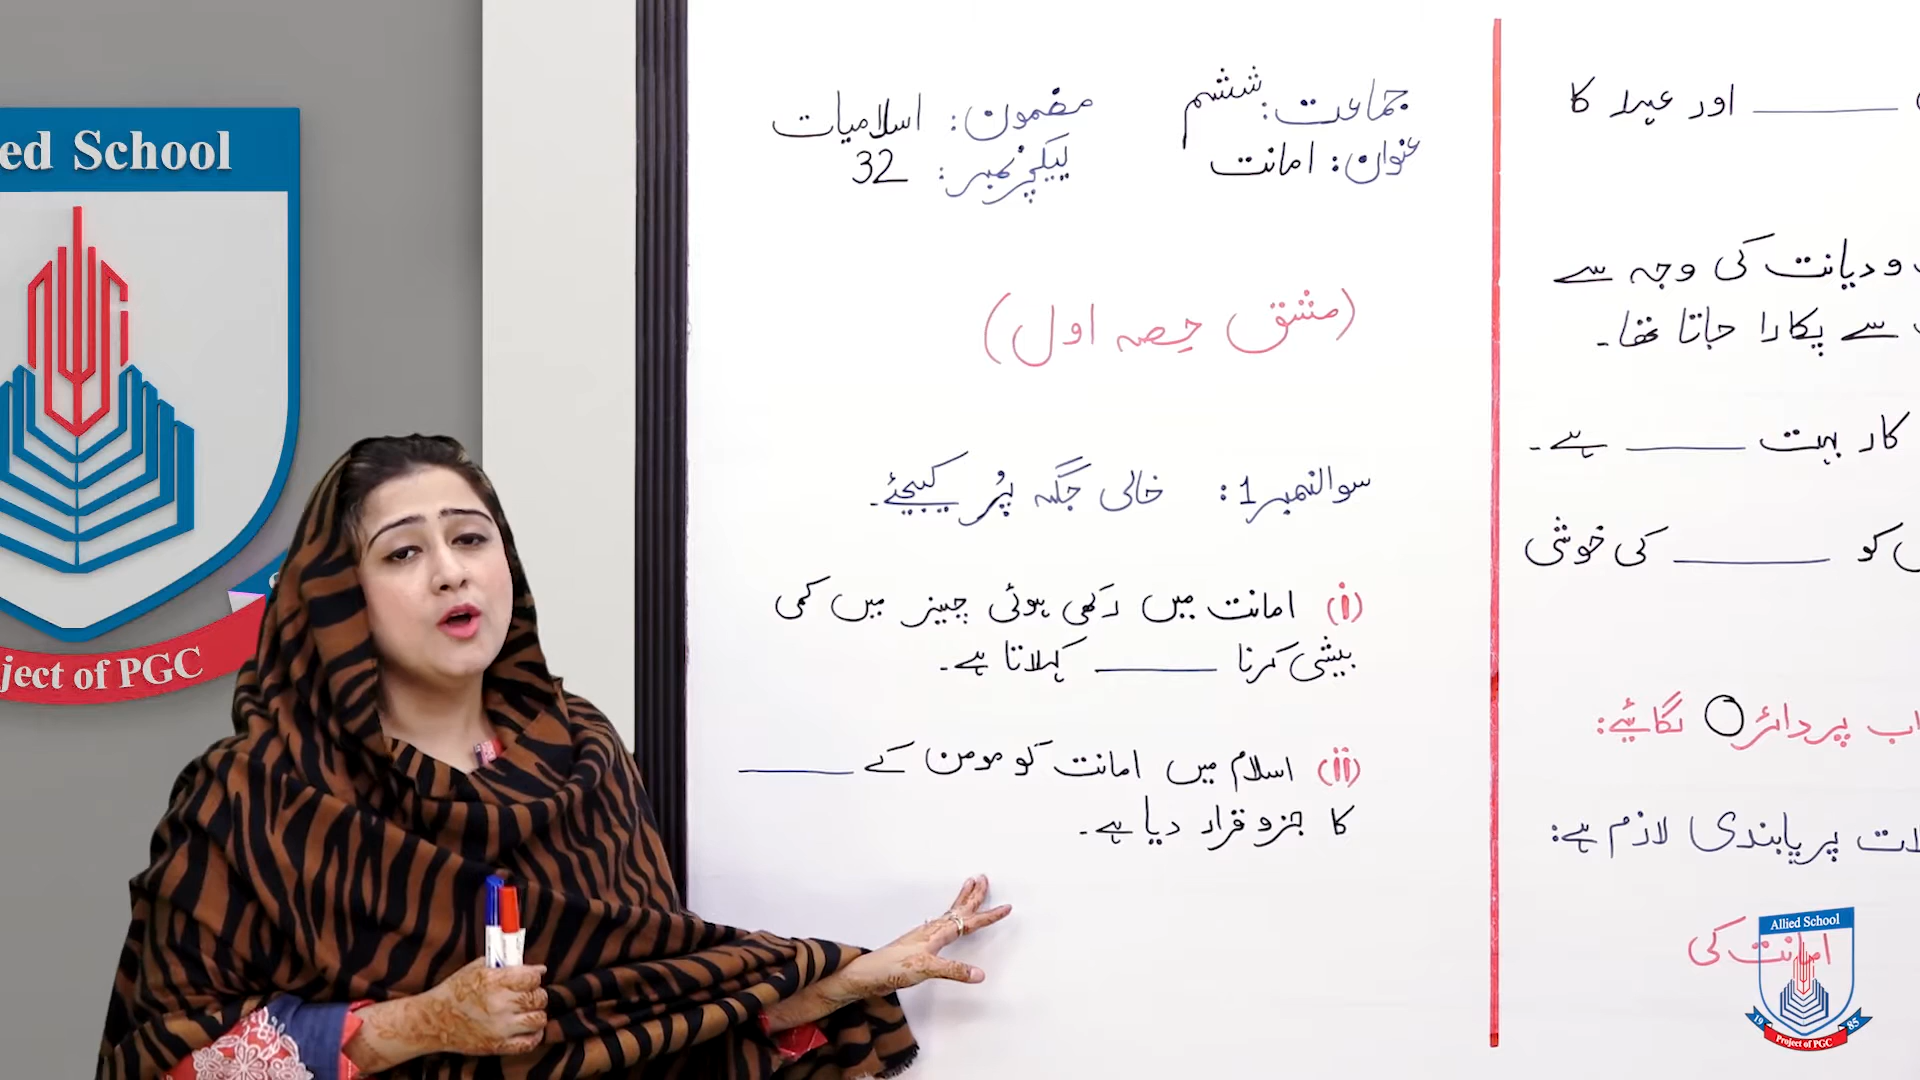 جماعت: ششم
مضمون: اسلامیات
عنوان: امانت
لیکچر نمبر: 32
(مشق حصہ اول)
سوال نمبر 1: خالی جگہ پُر کیجئے۔
(i) امانت میں رکھی ہوئی چیز میں کمی
بیشی کرنا ______ کہلاتا ہے۔
(ii) اسلام میں امانت کو مومن کے ______
کا جزو قرار دیا ہے۔
______ اور عہد کا
و دیانت کی وجہ سے
سے پکارا جاتا تھا۔
کار بہت ______ ہے۔
کو ______ کی خوشی
پر دائرہ لگائیے:
پر پابندی لازم ہے:
امانت کی
ed School
ject of PGC
Allied School
19 85
Project of PGC